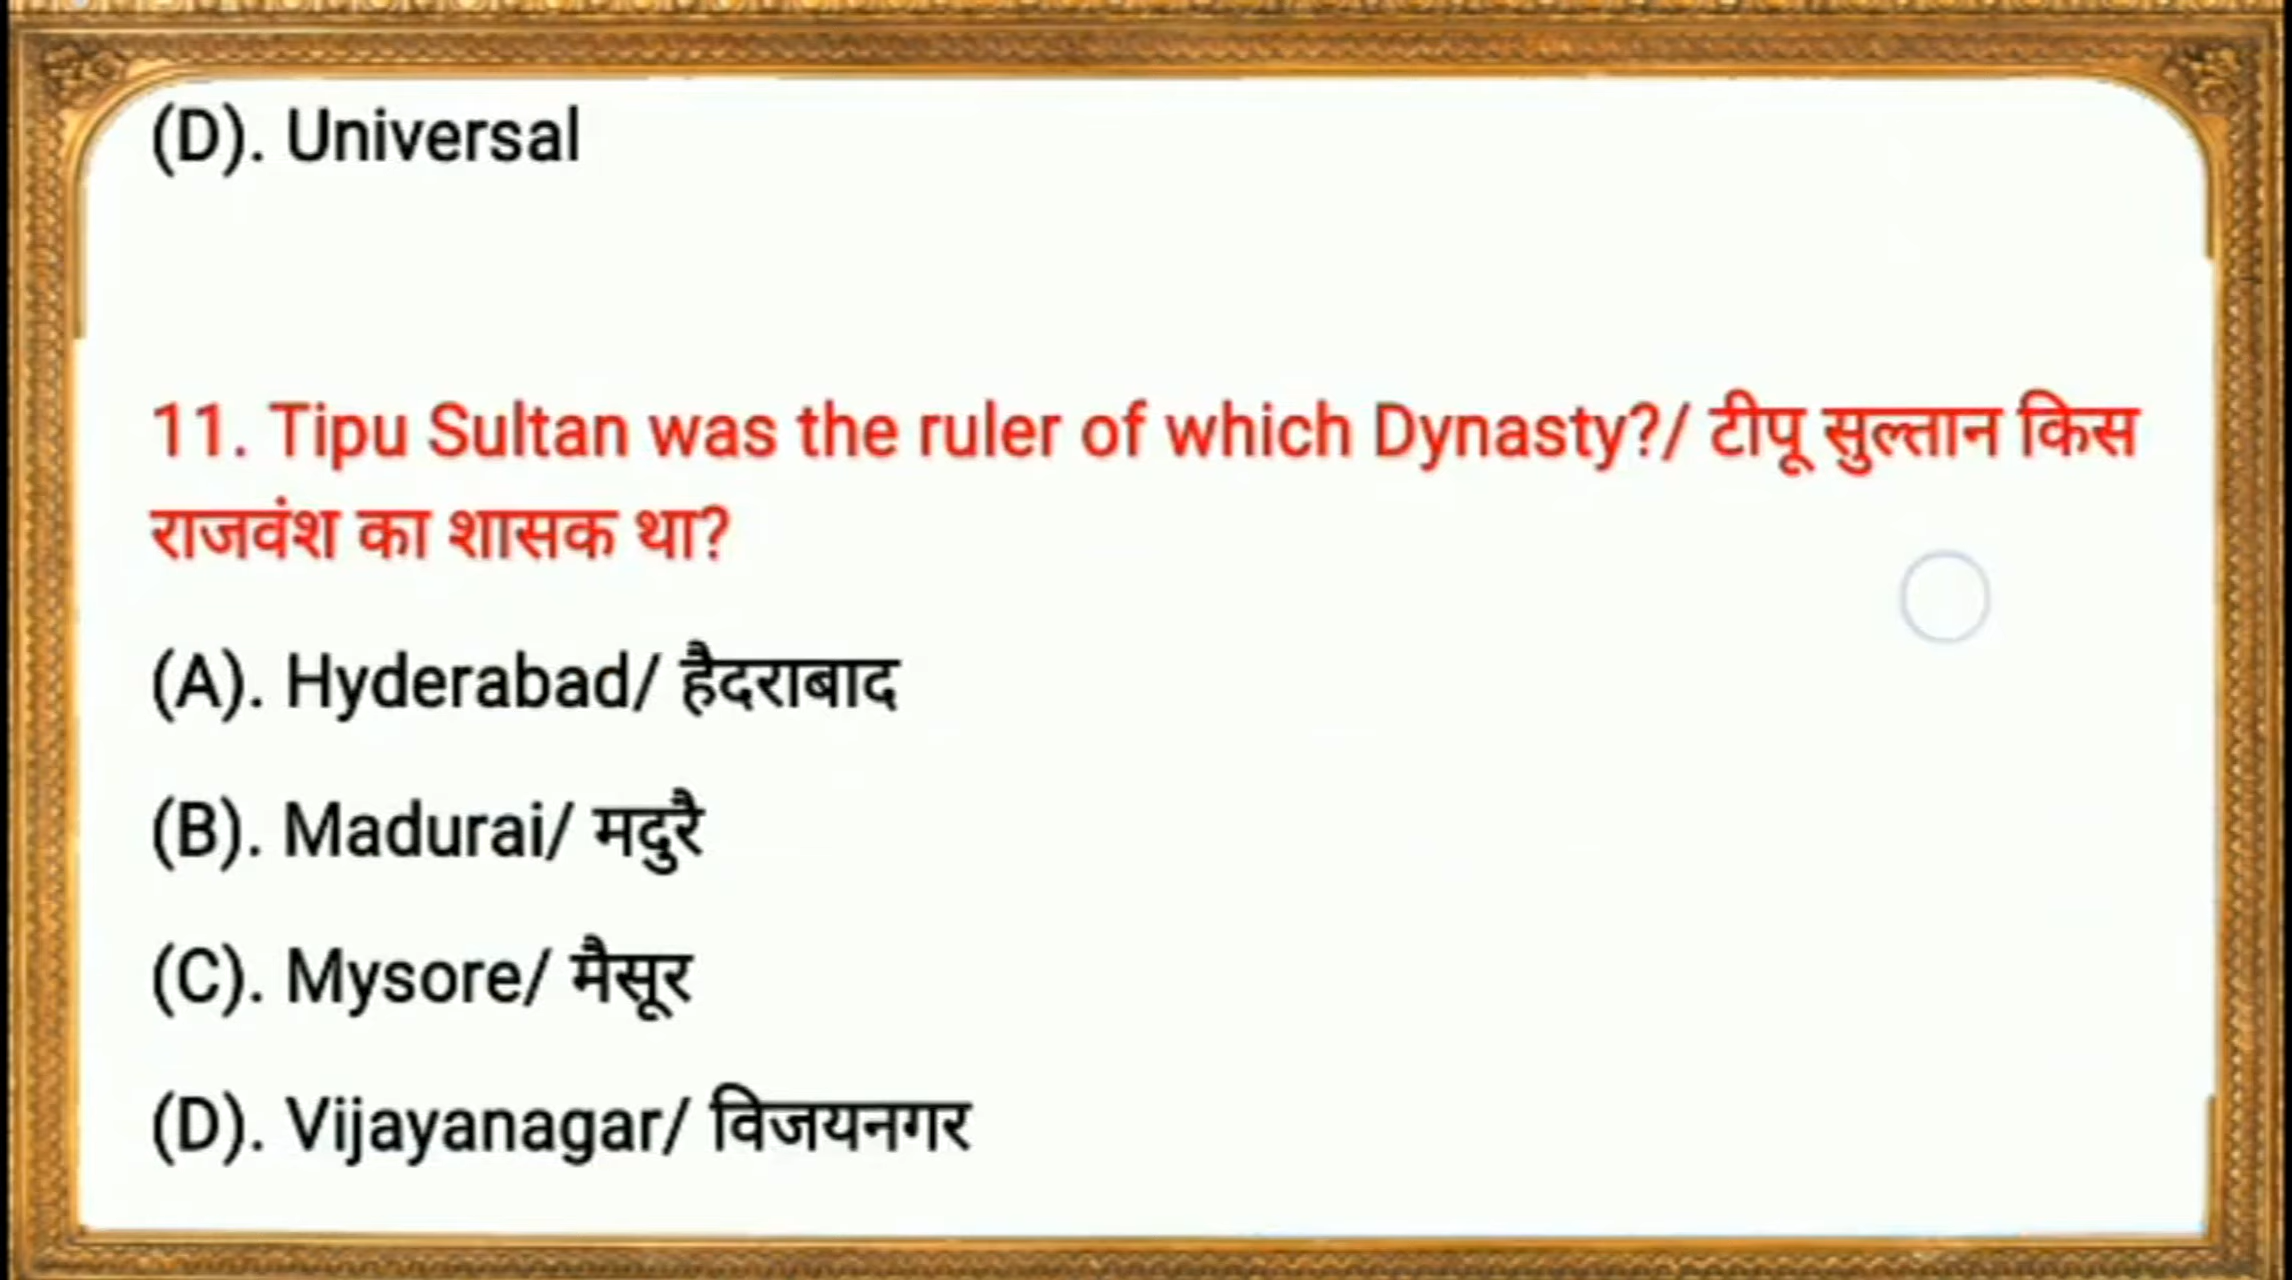 (D). Universal
11. Tipu Sultan was the ruler of which Dynasty?/ टीपू सुल्तान किस
राजवंश का शासक था?
(A). Hyderabad/ हैदराबाद
(B). Madurai/ मदुरै
(C). Mysore/ मैसूर
(D). Vijayanagar/ विजयनगर